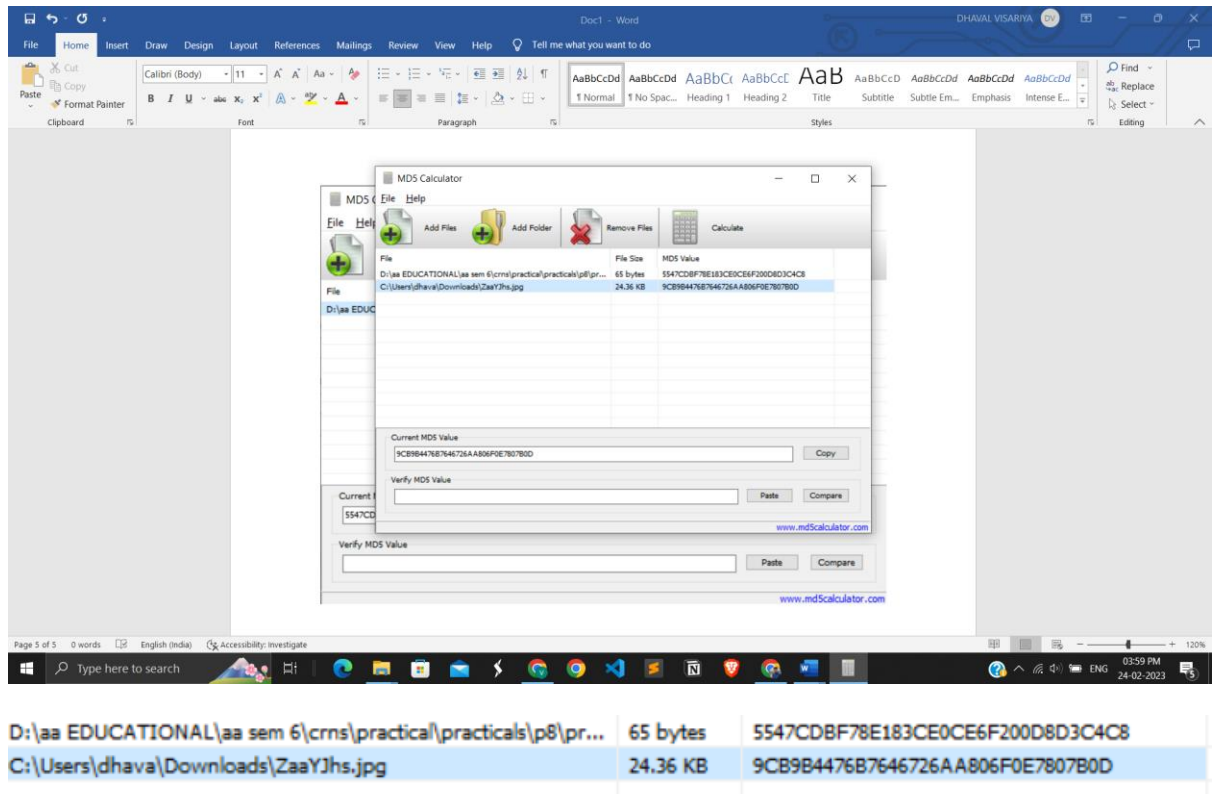 Doc1 - Word
DHAVAL VISARIYA DV
File Home Insert Draw Design Layout References Mailings Review View Help Tell me what you want to do
Paste
Cut
Copy
Format Painter
Clipboard
Calibri (Body) 11
Font
Paragraph
AaBbCcDd AaBbCcDd AaBbCc AaBbCcD AaB AaBbCcD AaBbCcDd AaBbCcDd AaBbCcDd
¶ Normal ¶ No Spac... Heading 1 Heading 2 Title Subtitle Subtle Em... Emphasis Intense E...
Styles
Find
Replace
Select
Editing
MD5 Calculator
File Help
Add Files Add Folder Remove Files Calculate
File File Size MD5 Value
D:\aa EDUCATIONAL\aa sem 6\crns\practical\practicals\p8\pr... 65 bytes 5547CDBF78E183CE0CE6F200D8D3C4C8
C:\Users\dhava\Downloads\ZaaYJhs.jpg 24.36 KB 9CB9B4476B7646726AA806F0E7807B0D
Current MD5 Value
9CB9B4476B7646726AA806F0E7807B0D Copy
Verify MD5 Value
Paste Compare
www.md5calculator.com
File
D:\aa EDUC
5547CD
Verify MD5 Value
Paste Compare
www.md5calculator.com
Page 5 of 5 0 words English (India) Accessibility: Investigate 120%
Type here to search ENG 03:59 PM
24-02-2023 5
D:\aa EDUCATIONAL\aa sem 6\crns\practical\practicals\p8\pr... 65 bytes 5547CDBF78E183CE0CE6F200D8D3C4C8
C:\Users\dhava\Downloads\ZaaYJhs.jpg 24.36 KB 9CB9B4476B7646726AA806F0E7807B0D